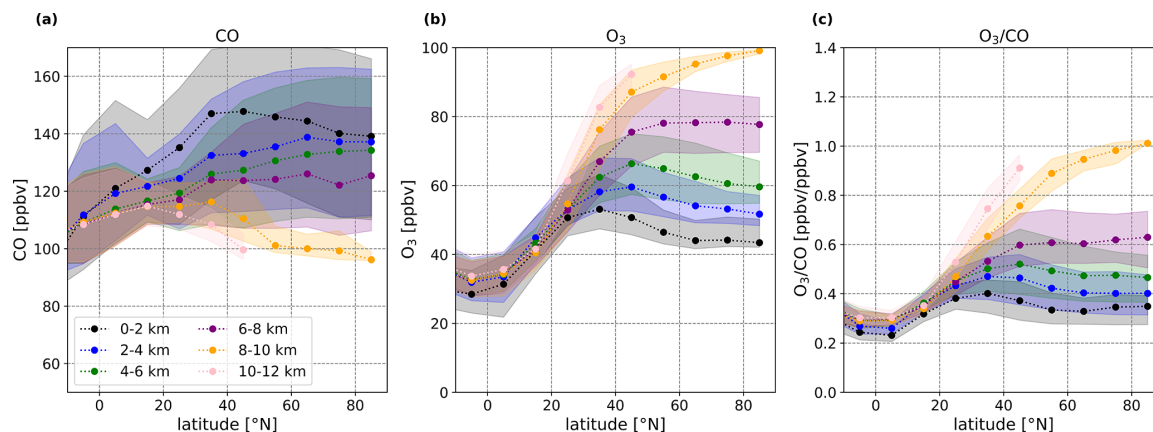 (a)
CO
CO [ppbv]
160
140
120
100
80
60
0-2 km
2-4 km
4-6 km
6-8 km
8-10 km
10-12 km
0
20
40
60
80
latitude [°N]
(b)
O₃
O₃ [ppbv]
100
80
60
40
20
0
0
20
40
60
80
latitude [°N]
(c)
O₃/CO
O₃/CO [ppbv/ppbv]
1.4
1.2
1.0
0.8
0.6
0.4
0.2
0.0
0
20
40
60
80
latitude [°N]